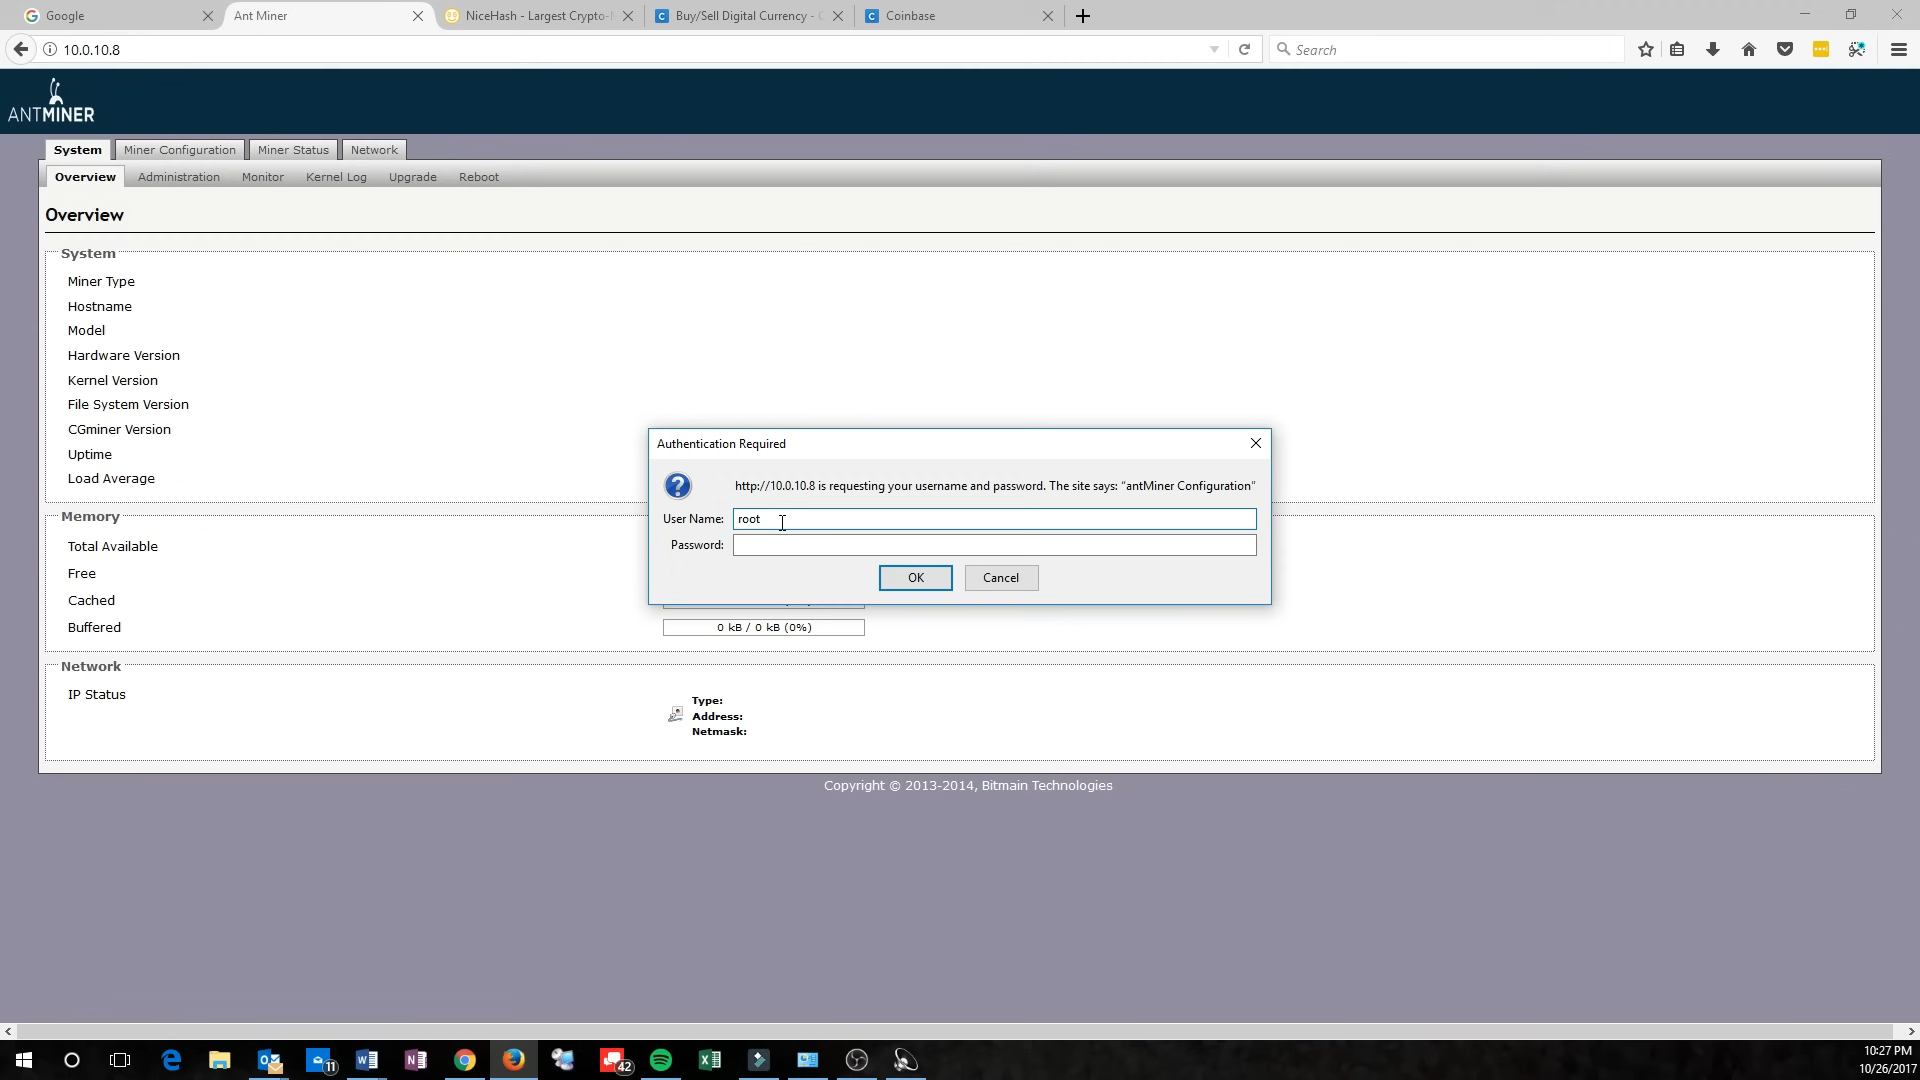 Google
Ant Miner
NiceHash - Largest Crypto-
Buy/Sell Digital Currency -
Coinbase
10.0.10.8
Search
ANTMINER
System
Miner Configuration
Miner Status
Network
Overview
Administration
Monitor
Kernel Log
Upgrade
Reboot
Overview
System
Miner Type
Hostname
Model
Hardware Version
Kernel Version
File System Version
CGminer Version
Uptime
Load Average
Authentication Required
http://10.0.10.8 is requesting your username and password. The site says: “antMiner Configuration”
User Name: root
Password:
OK
Cancel
Memory
Total Available
Free
Cached
Buffered
0 kB / 0 kB (0%)
Network
IP Status
Type:
Address:
Netmask:
Copyright © 2013-2014, Bitmain Technologies
11
42
10:27 PM
10/26/2017